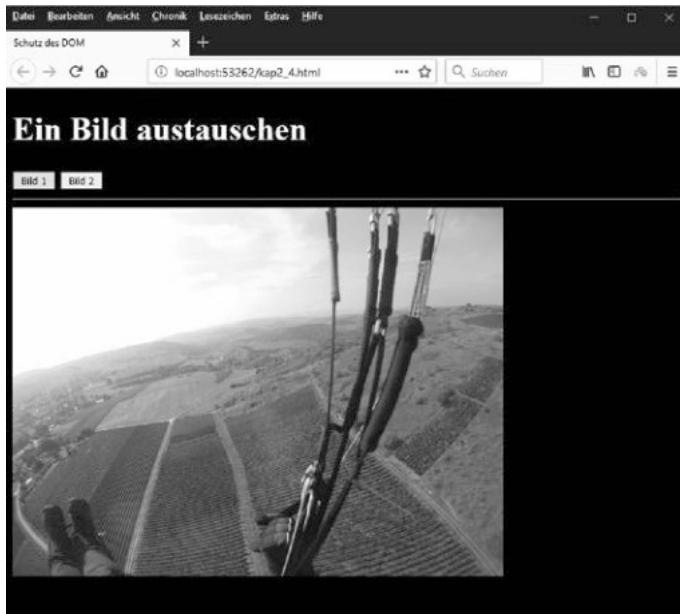 Datei Bearbeiten Ansicht Chronik Lesezeichen Extras Hilfe
Schutz des DOM
localhost:53262/kap2_4.html
Suchen
Ein Bild austauschen
Bild 1 Bild 2